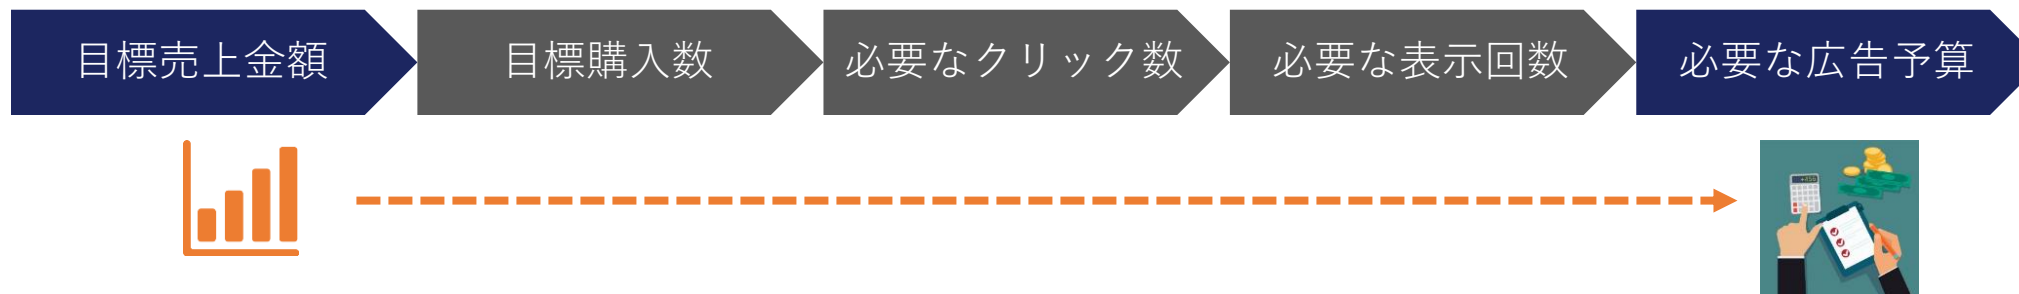 目標売上金額
目標購入数
必要なクリック数
必要な表示回数
必要な広告予算